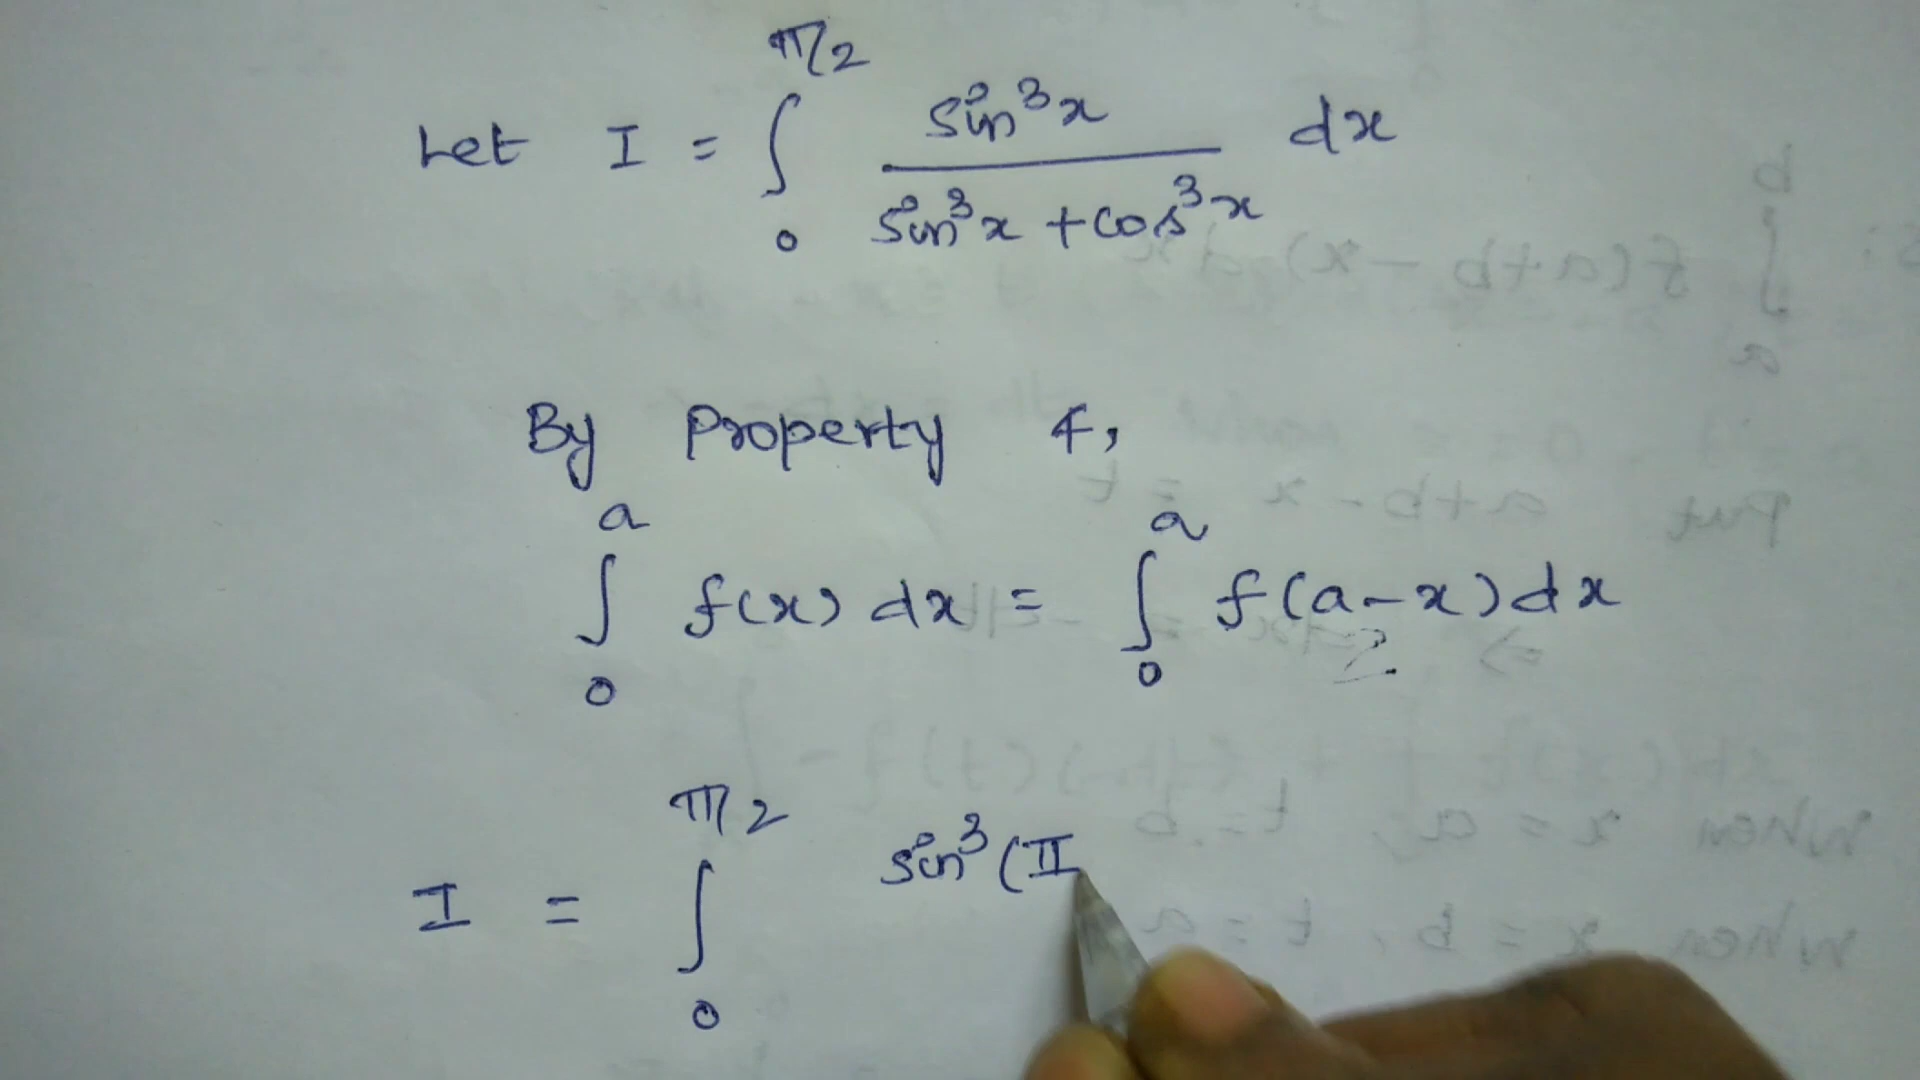 Let I = ∫₀^π/2 sin³x / (sin³x + cos³x) dx
By Property 4,
∫₀^a f(x) dx = ∫₀^a f(a-x) dx
I = ∫₀^π/2 sin³(π